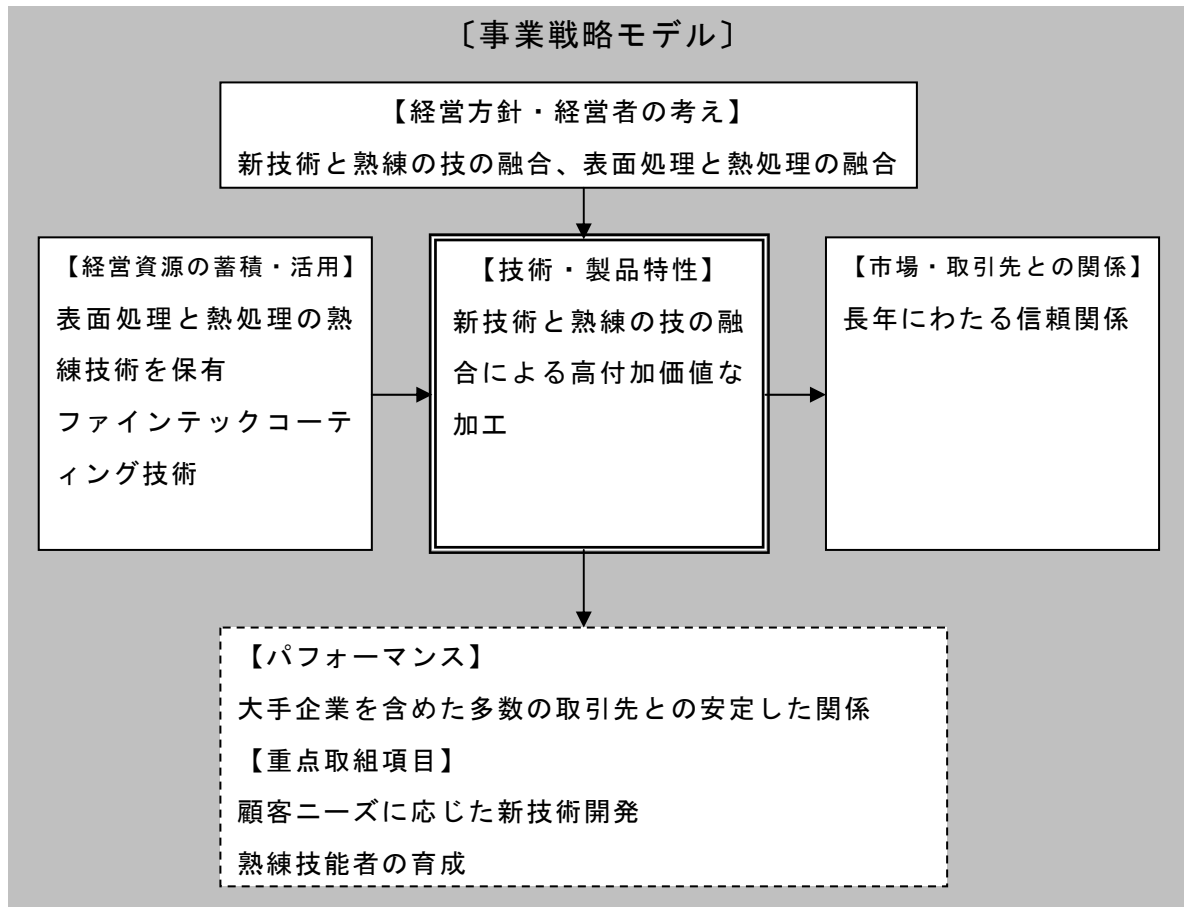 〔事業戦略モデル〕
【経営方針・経営者の考え】
新技術と熟練の技の融合、表面処理と熱処理の融合
【経営資源の蓄積・活用】
表面処理と熱処理の熟
練技術を保有
ファインテックコーテ
ィング技術
【技術・製品特性】
新技術と熟練の技の融
合による高付加価値な
加工
【市場・取引先との関係】
長年にわたる信頼関係
【パフォーマンス】
大手企業を含めた多数の取引先との安定した関係
【重点取組項目】
顧客ニーズに応じた新技術開発
熟練技能者の育成